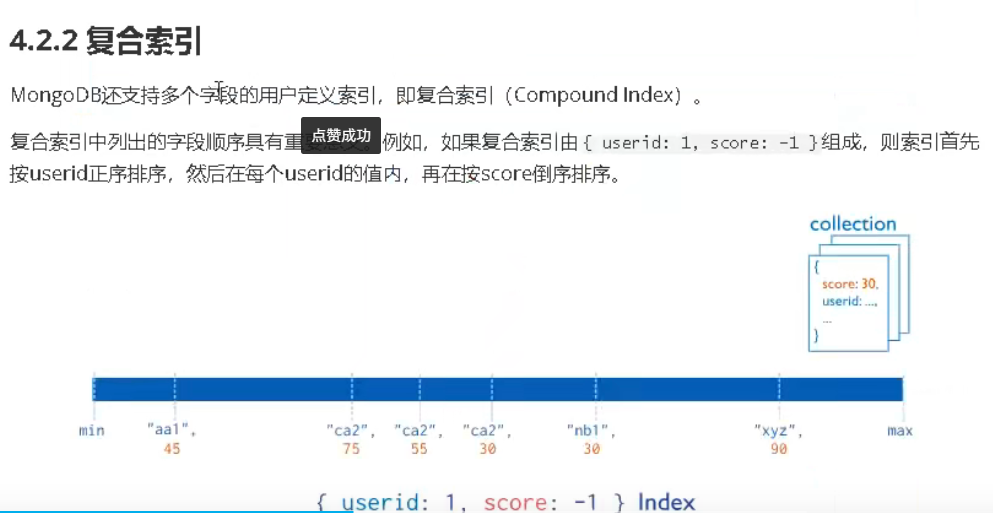 4.2.2 复合索引
MongoDB还支持多个字段的用户定义索引，即复合索引（Compound Index）。
复合索引中列出的字段顺序具有重 点赞成功 例如，如果复合索引由 { userid: 1, score: -1 } 组成，则索引首先
按userid正序排序，然后在每个userid的值内，再在按score倒序排序。
collection
{
score: 30,
userid: ...,
...
}
min "aa1", "ca2", "ca2", "ca2", "nb1", "xyz", max
45 75 55 30 30 90
{ userid: 1, score: -1 } Index